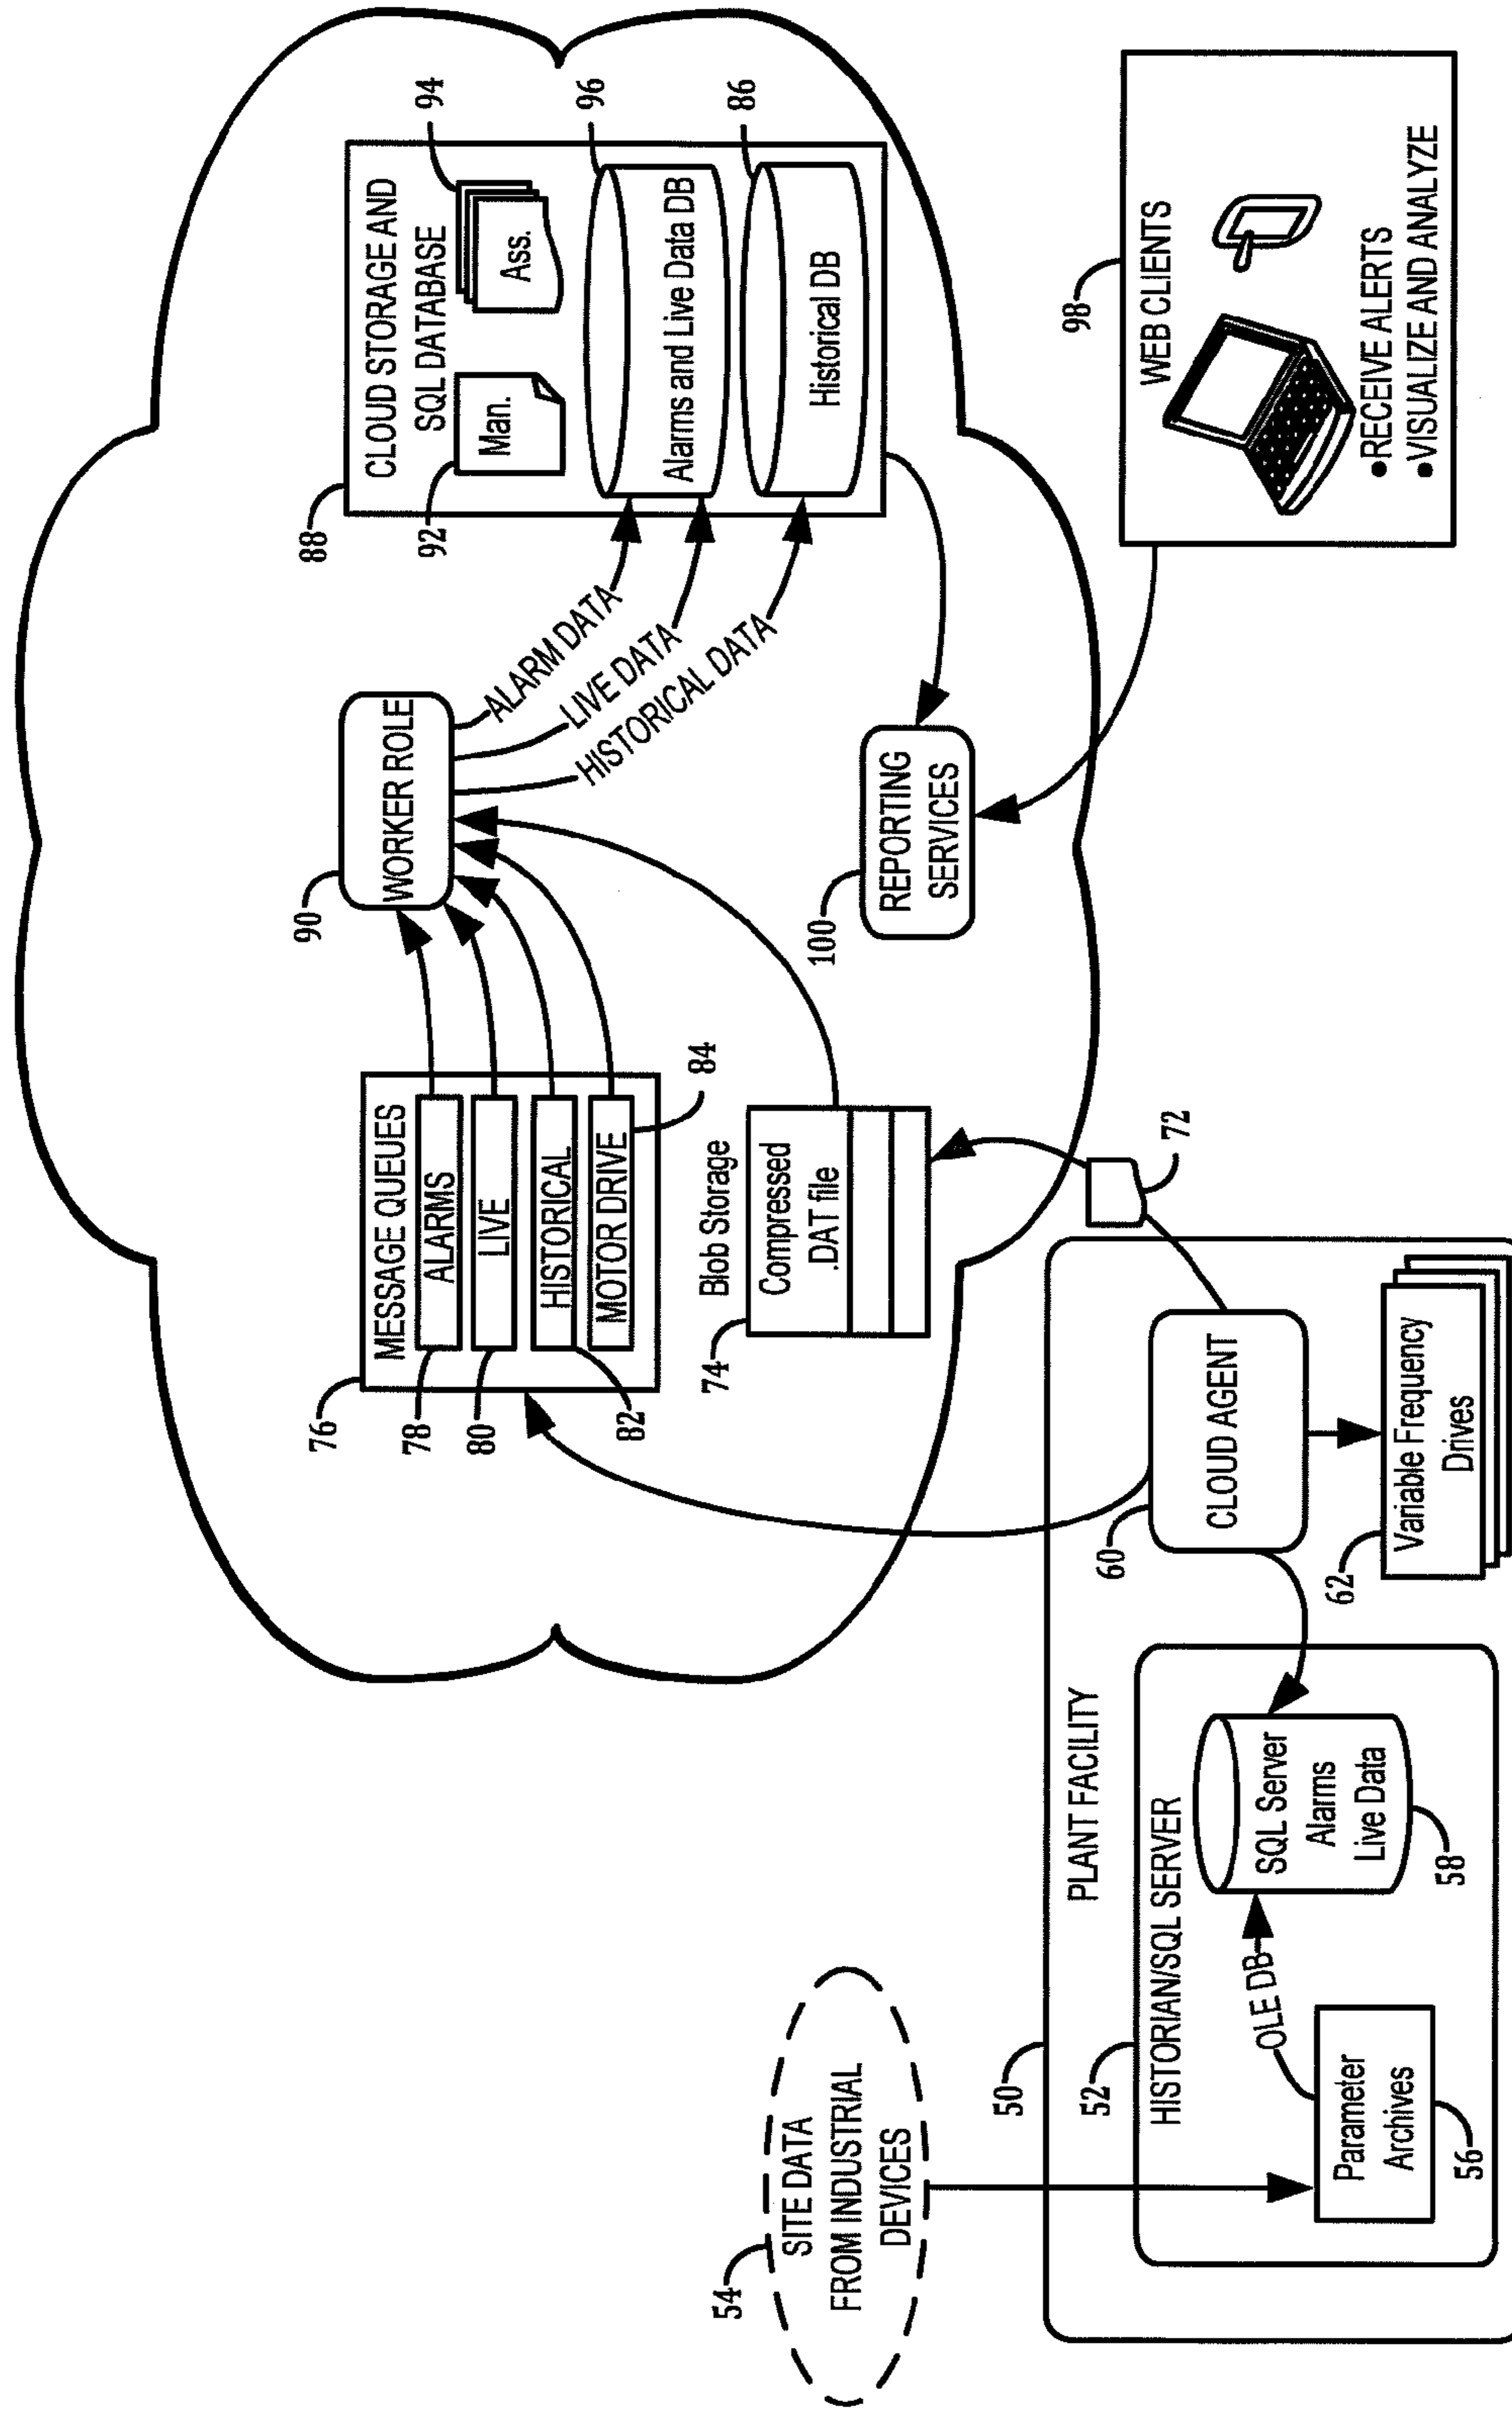 76
MESSAGE QUEUES
78
ALARMS
80
LIVE
HISTORICAL
82
MOTOR DRIVE
84
90
WORKER ROLE
ALARM DATA
LIVE DATA
HISTORICAL DATA
88
CLOUD STORAGE AND
SQL DATABASE
92
Man.
94
Ass.
96
Alarms and Live Data DB
86
Historical DB
Blob Storage
74
Compressed
.DAT file
72
100
REPORTING
SERVICES
98
WEB CLIENTS
•RECEIVE ALERTS
•VISUALIZE AND ANALYZE
54
SITE DATA
FROM INDUSTRIAL
DEVICES
50
PLANT FACILITY
52
HISTORIAN/SQL SERVER
OLE DB
Parameter
Archives
56
SQL Server
Alarms
Live Data
58
60
CLOUD AGENT
62
Variable Frequency
Drives